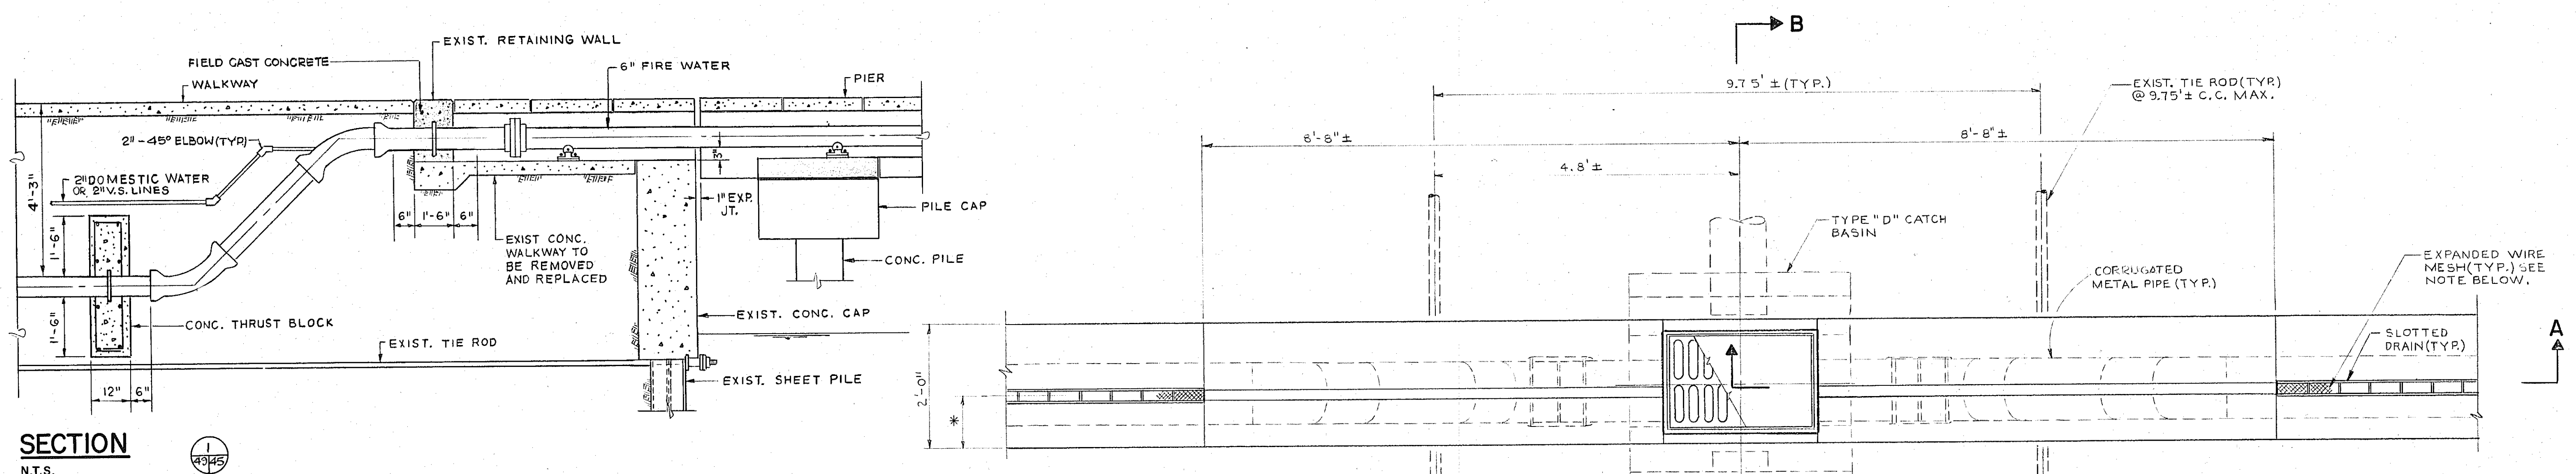 EXIST. RETAINING WALL
FIELD CAST CONCRETE
WALKWAY
6" FIRE WATER
PIER
2"-45° ELBOW(TYP.)
2" DOMESTIC WATER
OR 2" V.S. LINES
4'-3"
3"
6"
1'-6"
6"
1" EXP.
JT.
PILE CAP
EXIST CONC.
WALKWAY TO
BE REMOVED
AND REPLACED
CONC. PILE
1'-6"
1'-6"
CONC. THRUST BLOCK
EXIST. CONC. CAP
EXIST. TIE ROD
EXIST. SHEET PILE
12"
6"
SECTION
N.T.S.
1
49 45
B
9.75' ± (TYP.)
EXIST. TIE ROD(TYP.)
@ 9.75'± C.C. MAX.
8'-8" ±
8'-8" ±
4.8' ±
TYPE "D" CATCH
BASIN
CORRUGATED
METAL PIPE (TYP.)
EXPANDED WIRE
MESH(TYP.) SEE
NOTE BELOW.
SLOTTED
DRAIN(TYP.)
A
2'-0"
*